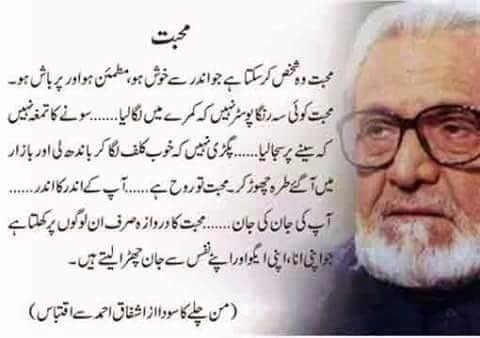 محبت
محبت وہ شخص کر سکتا ہے جو اندر سے خوش ہو، مطمئن ہو اور پر باش ہو۔
محبت کوئی سہ رنگا پوسٹر نہیں کہ کمرے میں لگا لیا......سونے کا تمغہ نہیں
کہ سینے پر سجا لیا......پگڑی نہیں کہ خوب کلف لگا کر باندھ لی اور بازار
میں آ گئے طرہ چھوڑ کر۔ محبت تو روح ہے......آپ کے اندر کا اندر......
آپ کی جان کی جان......محبت کا دروازہ صرف ان لوگوں پر کھلتا ہے
جو اپنی انا، اپنی ایگو اور اپنے نفس سے جان چھڑا لیتے ہیں۔
(من چلے کا سودا از اشفاق احمد سے اقتباس)